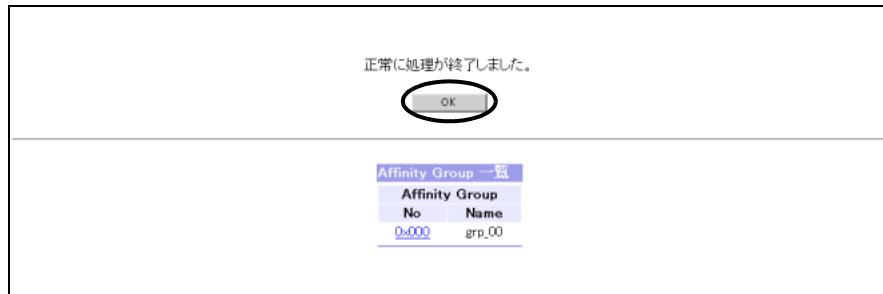 正常に処理が終了しました。
OK
Affinity Group 一覧
Affinity Group
No Name
0x000 grp_00